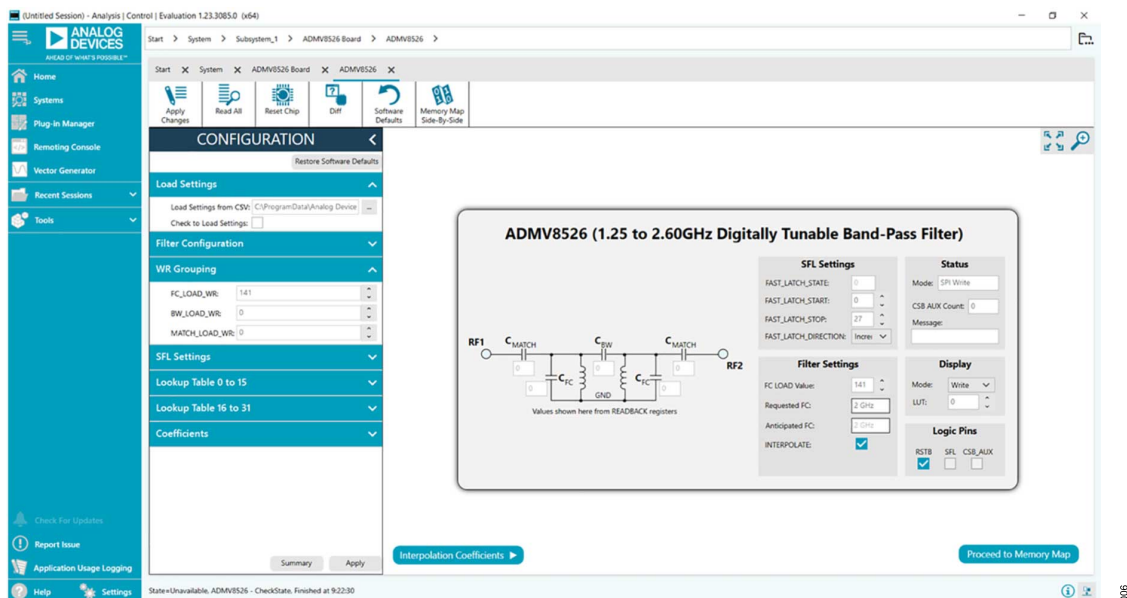 (Untitled Session) - Analysis | Control | Evaluation 1.23.3085.0 (x64)
ANALOG DEVICES
AHEAD OF WHAT'S POSSIBLE™
Start > System > Subsystem_1 > ADMV8526 Board > ADMV8526 >
Home
Systems
Plug-in Manager
Remoting Console
Vector Generator
Recent Sessions
Tools
Check For Updates
Report Issue
Application Usage Logging
Help Settings
Start X System X ADMV8526 Board X ADMV8526 X
Apply Changes
Read All
Reset Chip
Diff
Software Defaults
Memory Map Side-By-Side
CONFIGURATION
Restore Software Defaults
Load Settings
Load Settings from CSV: C:\ProgramData\Analog Device ...
Check to Load Settings:
Filter Configuration
WR Grouping
FC_LOAD_WR: 141
BW_LOAD_WR: 0
MATCH_LOAD_WR: 0
SFL Settings
Lookup Table 0 to 15
Lookup Table 16 to 31
Coefficients
Summary Apply
ADMV8526 (1.25 to 2.60GHz Digitally Tunable Band-Pass Filter)
RF1 CMATCH CBW CMATCH RF2
0 0 0
CFC CFC
0 0
GND
Values shown here from READBACK registers
SFL Settings
FAST_LATCH_STATE: 0
FAST_LATCH_START: 0
FAST_LATCH_STOP: 27
FAST_LATCH_DIRECTION: Increr
Filter Settings
FC LOAD Value: 141
Requested FC: 2 GHz
Anticipated FC: 2 GHz
INTERPOLATE:
Status
Mode: SPI Write
CSB AUX Count: 0
Message:
Display
Mode: Write
LUT: 0
Logic Pins
RSTB SFL CSB_AUX
Interpolation Coefficients
Proceed to Memory Map
State=Unavailable, ADMV8526 - CheckState, Finished at 9:22:30